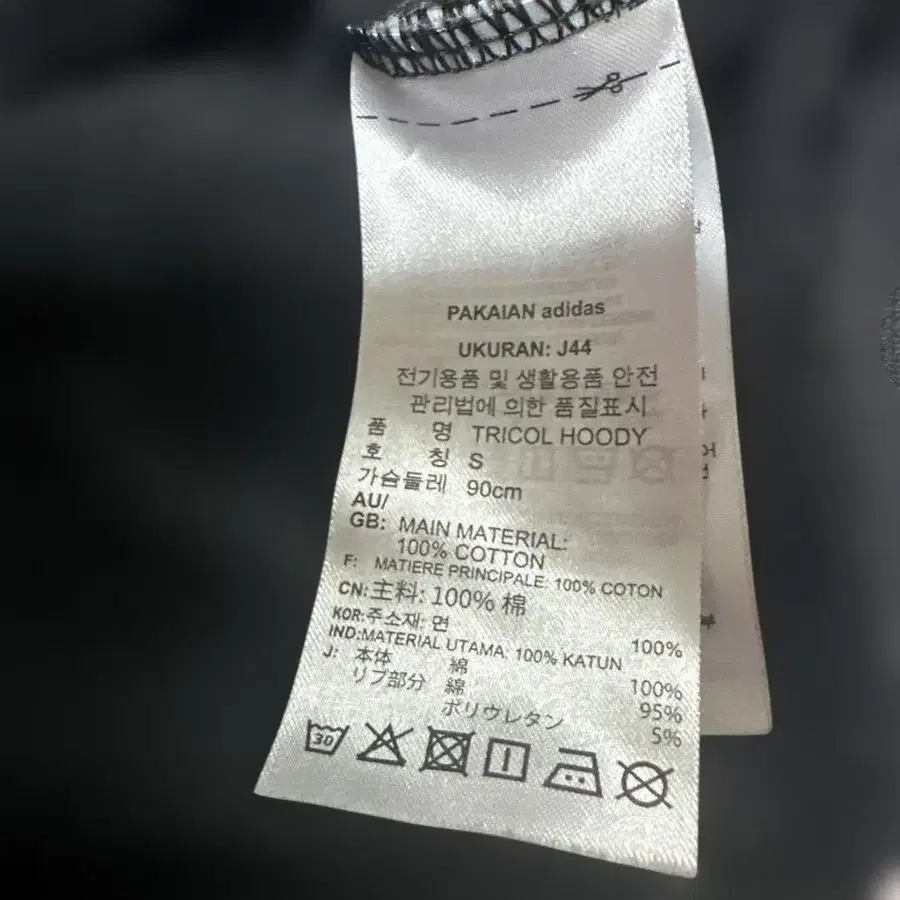 PAKAIAN adidas
UKURAN: J44
전기용품 및 생활용품 안전
관리법에 의한 품질표시
품 명 TRICOL HOODY
호 칭 S
가슴둘레 90cm
AU/
GB: MAIN MATERIAL:
100% COTTON
F: MATIERE PRINCIPALE: 100% COTON
CN:主料: 100% 棉
KOR:주소재: 면 100%
IND:MATERIAL UTAMA: 100% KATUN
J: 本体 綿 100%
リブ部分 綿 95%
ポリウレタン 5%
30